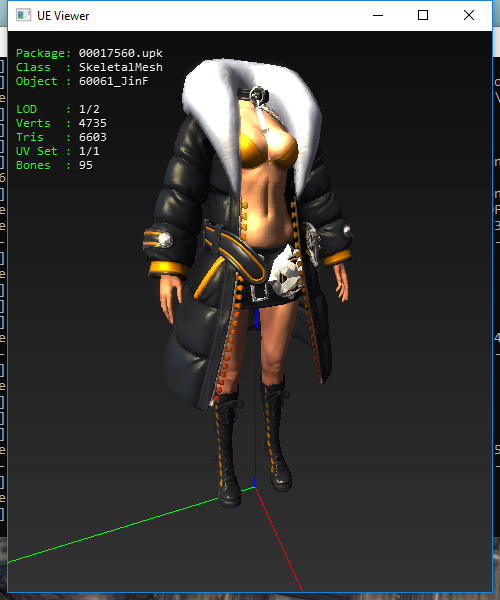 UE Viewer
Package: 00017560.upk
Class : SkeletalMesh
Object : 60061_JinF
LOD : 1/2
Verts : 4735
Tris : 6603
UV Set : 1/1
Bones : 95